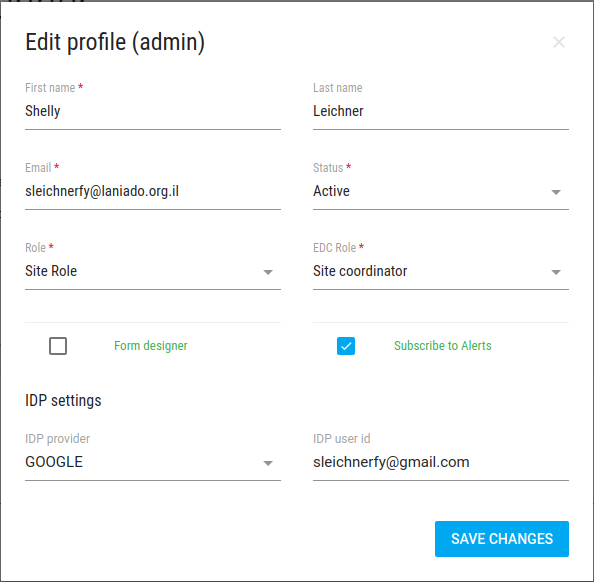 Edit profile (admin)
First name *
Last name
Shelly
Leichner
Email *
Status *
sleichnerfy@laniado.org.il
Active
Role *
EDC Role *
Site Role
Site coordinator
Form designer
Subscribe to Alerts
IDP settings
IDP provider
IDP user id
GOOGLE
sleichnerfy@gmail.com
SAVE CHANGES